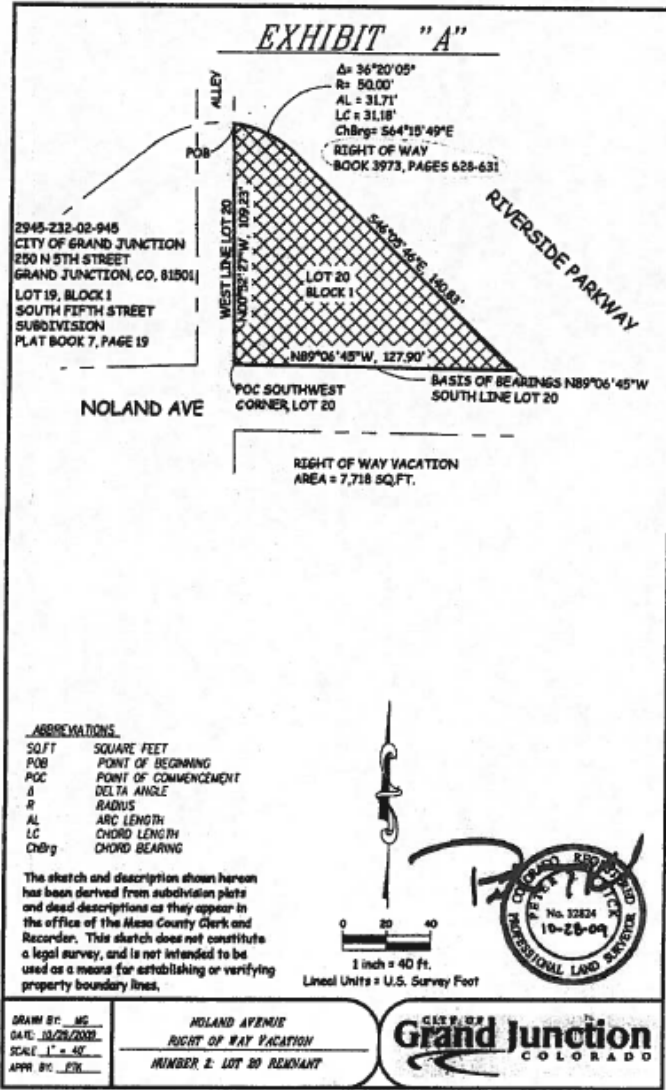 EXHIBIT "A"
ALLEY
Δ= 36°20'05"
R= 50.00'
AL = 31.71'
LC = 31.18'
ChBrg= S64°15'49"E
RIGHT OF WAY
BOOK 3973, PAGES 628-631
POB
RIVERSIDE PARKWAY
2945-232-02-945
CITY OF GRAND JUNCTION
250 N 5TH STREET
GRAND JUNCTION, CO, 81501
LOT 19, BLOCK 1
SOUTH FIFTH STREET
SUBDIVISION
PLAT BOOK 7, PAGE 19
WEST LINE LOT 20
N00°52'27"W, 109.23'
S46°05'46"E, 140.83'
LOT 20
BLOCK 1
N89°06'45"W, 127.90'
BASIS OF BEARINGS N89°06'45"W
SOUTH LINE LOT 20
POC SOUTHWEST
CORNER, LOT 20
NOLAND AVE
RIGHT OF WAY VACATION
AREA = 7,718 SQ.FT.
ABBREVIATIONS
SQ.FT SQUARE FEET
POB POINT OF BEGINNING
POC POINT OF COMMENCEMENT
Δ DELTA ANGLE
R RADIUS
AL ARC LENGTH
LC CHORD LENGTH
ChBrg CHORD BEARING
The sketch and description shown hereon
has been derived from subdivision plats
and deed descriptions as they appear in
the office of the Mesa County Clerk and
Recorder. This sketch does not constitute
a legal survey, and is not intended to be
used as a means for establishing or verifying
property boundary lines.
0 20 40
1 inch = 40 ft.
Lineal Units = U.S. Survey Foot
COLORADO REGISTERED
PETER
No. 32824
10-28-09
PROFESSIONAL LAND SURVEYOR
DRAWN BY: MG
DATE: 10/28/2009
SCALE: 1" = 40'
APPR. BY: PTK
NOLAND AVENUE
RIGHT OF WAY VACATION
NUMBER 2: LOT 20 REMNANT
CITY OF
Grand Junction
COLORADO